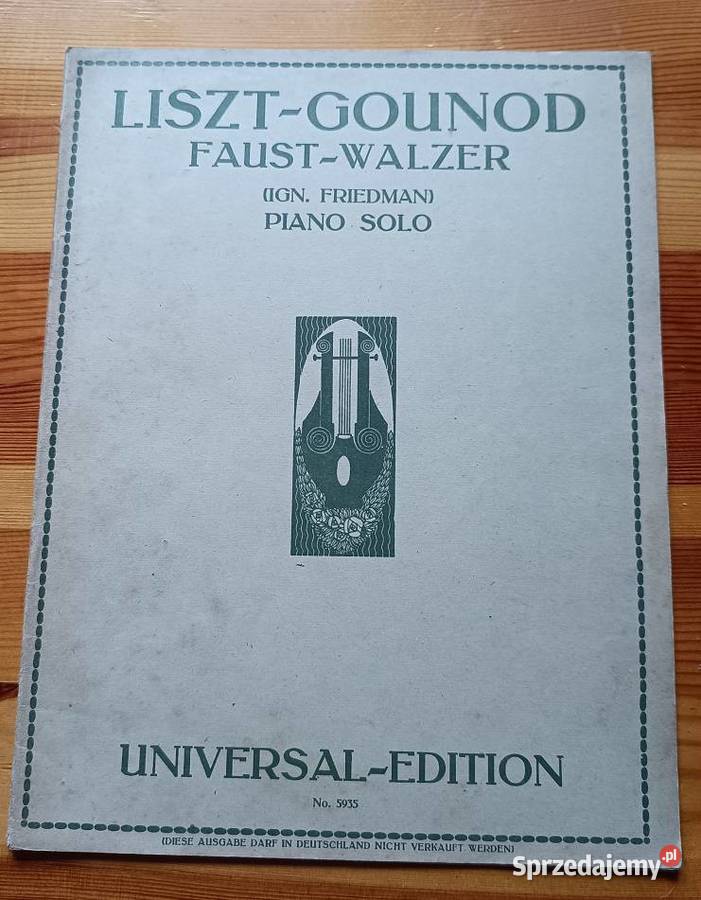 LISZT-GOUNOD
FAUST-WALZER
(IGN. FRIEDMAN)
PIANO SOLO
UNIVERSAL-EDITION
No. 5935
(DIESE AUSGABE DARF IN DEUTSCHLAND NICHT VERKAUFT WERDEN)
Sprzedajemy.pl